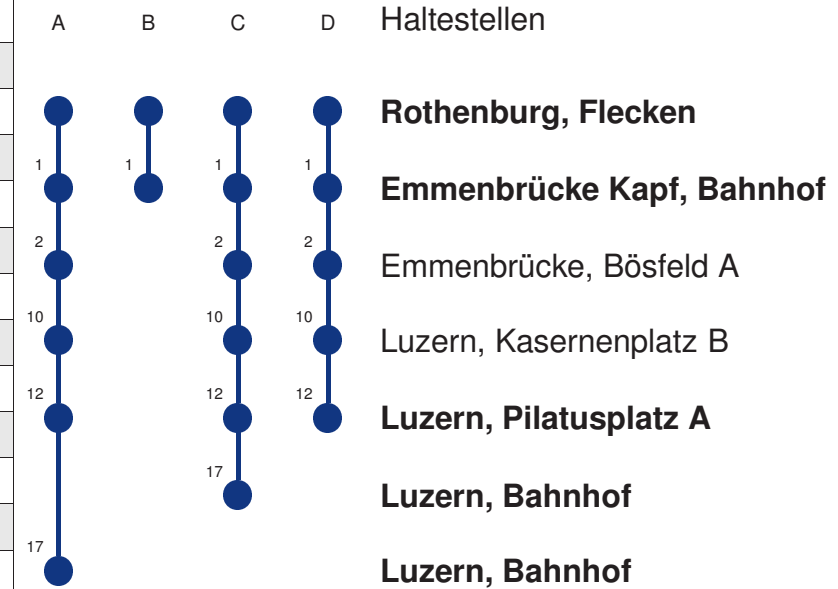 A B C D Haltestellen
Rothenburg, Flecken
1 1 1 1
Emmenbrücke Kapf, Bahnhof
2 2 2
Emmenbrücke, Bösfeld A
10 10 10
Luzern, Kasernenplatz B
12 12 12
Luzern, Pilatusplatz A
17
Luzern, Bahnhof
17
Luzern, Bahnhof